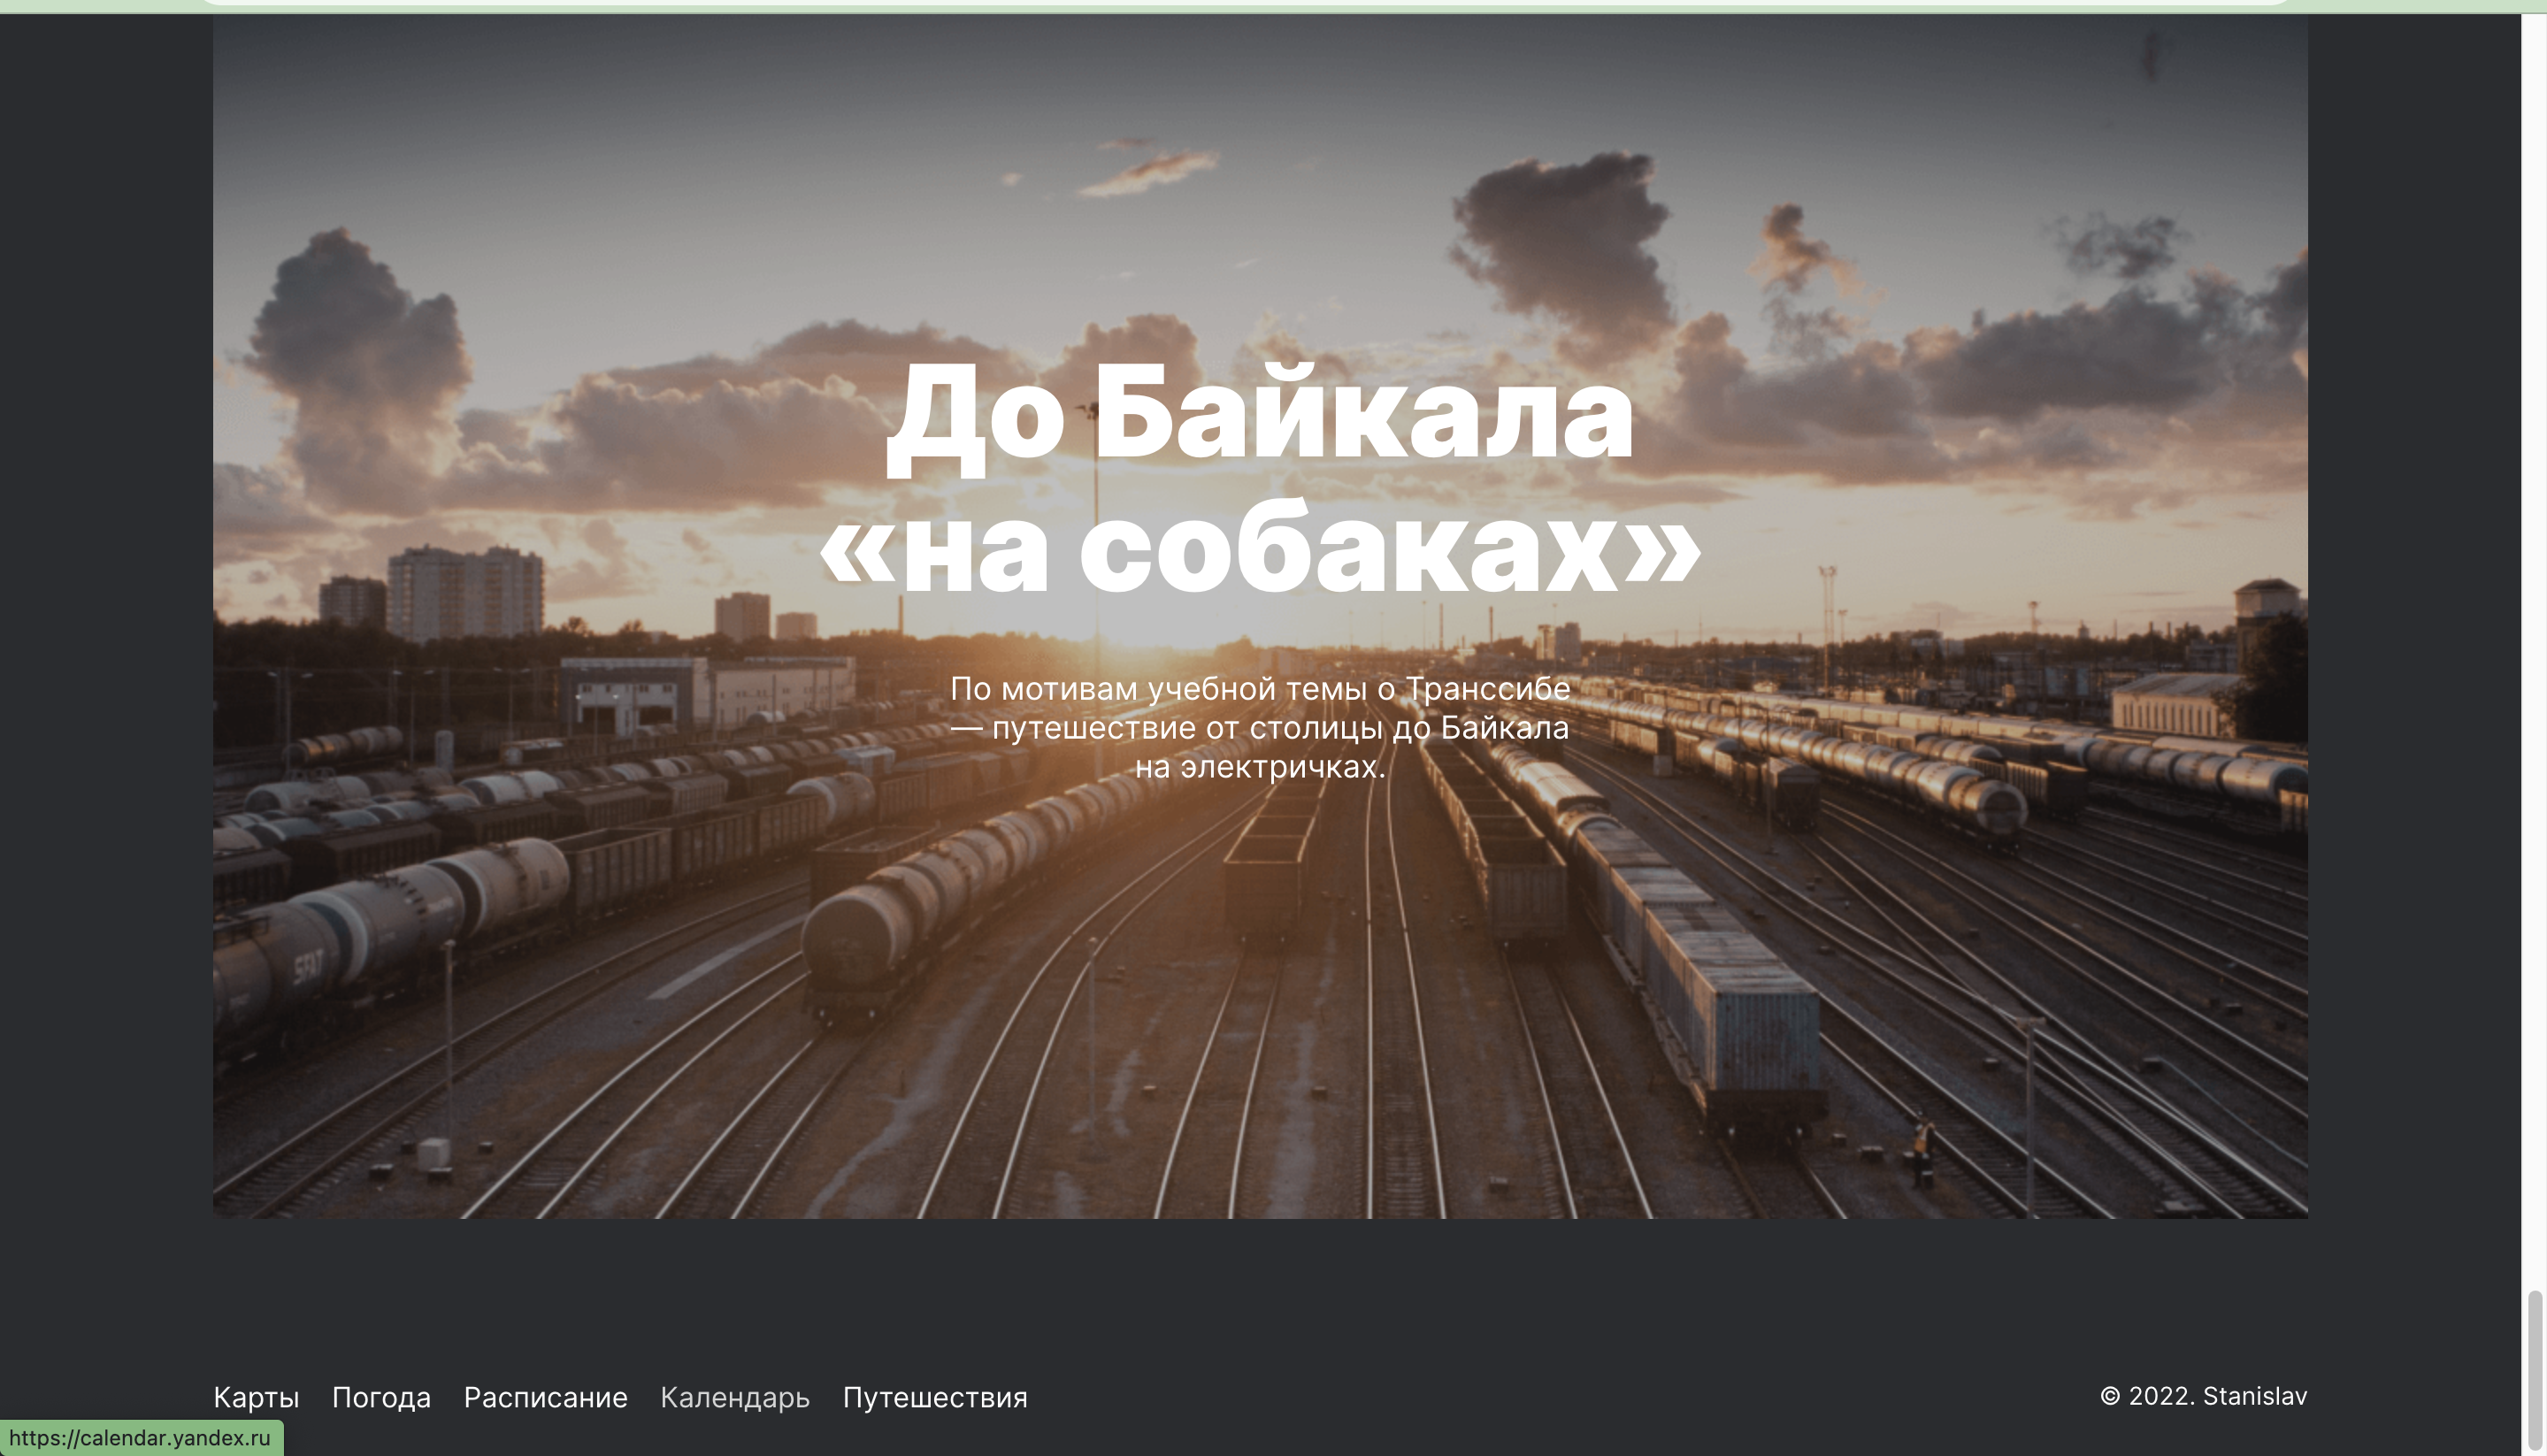 До Байкала
«на собаках»
По мотивам учебной темы о Транссибе
— путешествие от столицы до Байкала
на электричках.
SFAT
Карты Погода Расписание Календарь Путешествия
© 2022. Stanislav
https://calendar.yandex.ru